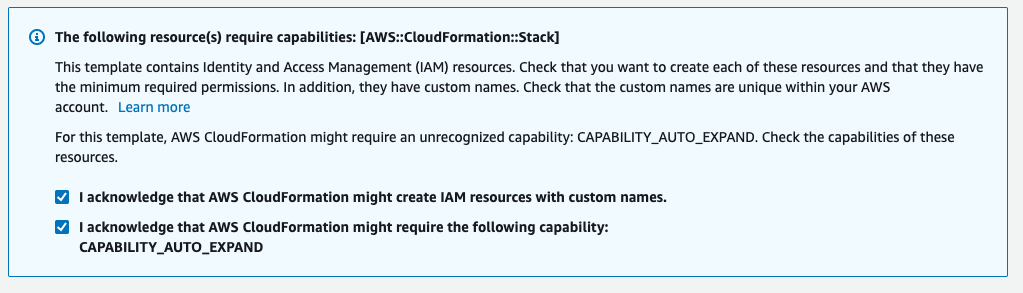 The following resource(s) require capabilities: [AWS::CloudFormation::Stack]
This template contains Identity and Access Management (IAM) resources. Check that you want to create each of these resources and that they have
the minimum required permissions. In addition, they have custom names. Check that the custom names are unique within your AWS
account. Learn more
For this template, AWS CloudFormation might require an unrecognized capability: CAPABILITY_AUTO_EXPAND. Check the capabilities of these
resources.
I acknowledge that AWS CloudFormation might create IAM resources with custom names.
I acknowledge that AWS CloudFormation might require the following capability:
CAPABILITY_AUTO_EXPAND